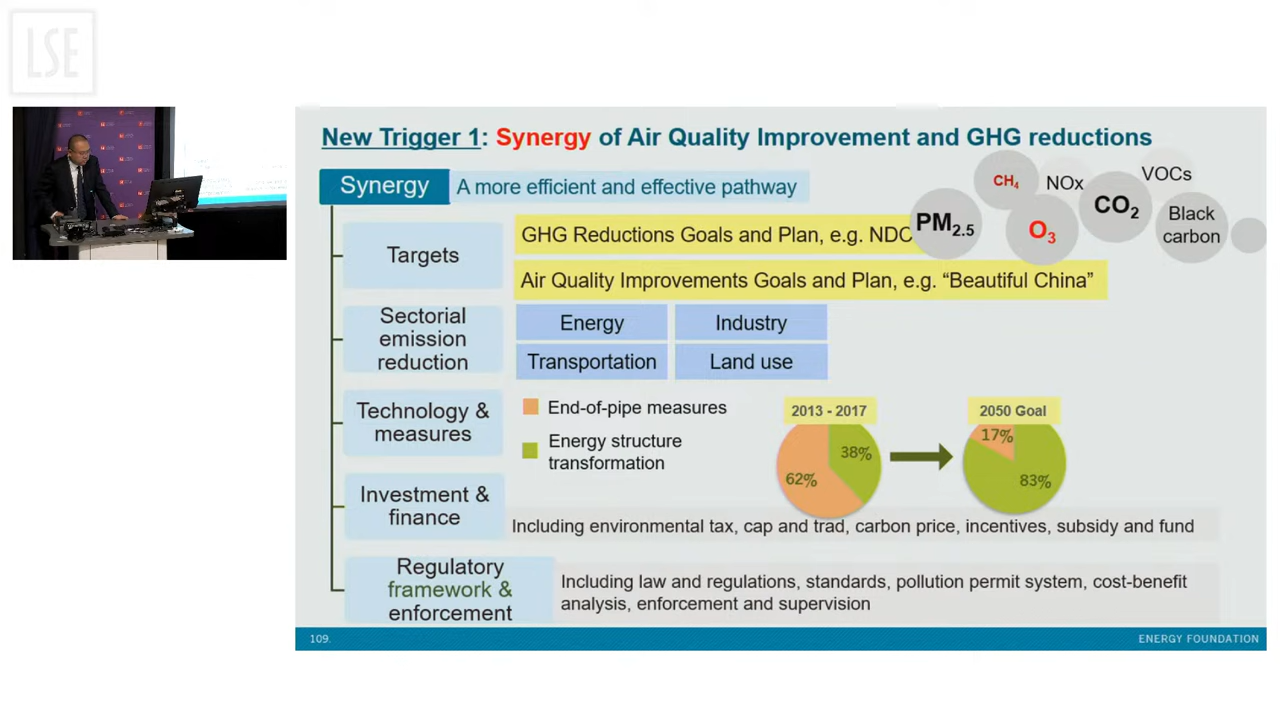 LSE
New Trigger 1: Synergy of Air Quality Improvement and GHG reductions
Synergy
A more efficient and effective pathway
CH4
NOx
VOCs
PM2.5
O3
CO2
Black
carbon
Targets
GHG Reductions Goals and Plan, e.g. NDC
Air Quality Improvements Goals and Plan, e.g. “Beautiful China”
Sectorial
emission
reduction
Energy
Industry
Transportation
Land use
Technology &
measures
End-of-pipe measures
Energy structure
transformation
2013 - 2017
38%
62%
2050 Goal
17%
83%
Investment &
finance
Including environmental tax, cap and trad, carbon price, incentives, subsidy and fund
Regulatory
framework &
enforcement
Including law and regulations, standards, pollution permit system, cost-benefit
analysis, enforcement and supervision
109.
ENERGY FOUNDATION